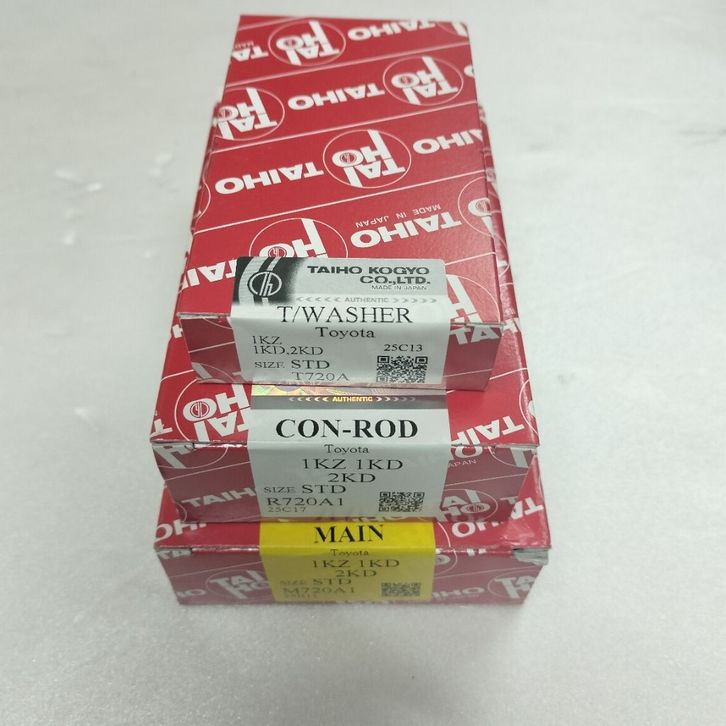 TAIHO
TAIHO
TAIHO
TAIHO
MADE IN JAPAN
TAIHO
TAIHO KOGYO
CO.,LTD.
MADE IN JAPAN
AUTHENTIC
T/WASHER
Toyota
1KZ
1KD.2KD
25C13
SIZE STD
T720A
AUTHENTIC
CON-ROD
Toyota
1KZ 1KD
2KD
SIZE STD
R720A1
25C17
MAIN
Toyota
1KZ 1KD
2KD
SIZE STD
M720A1